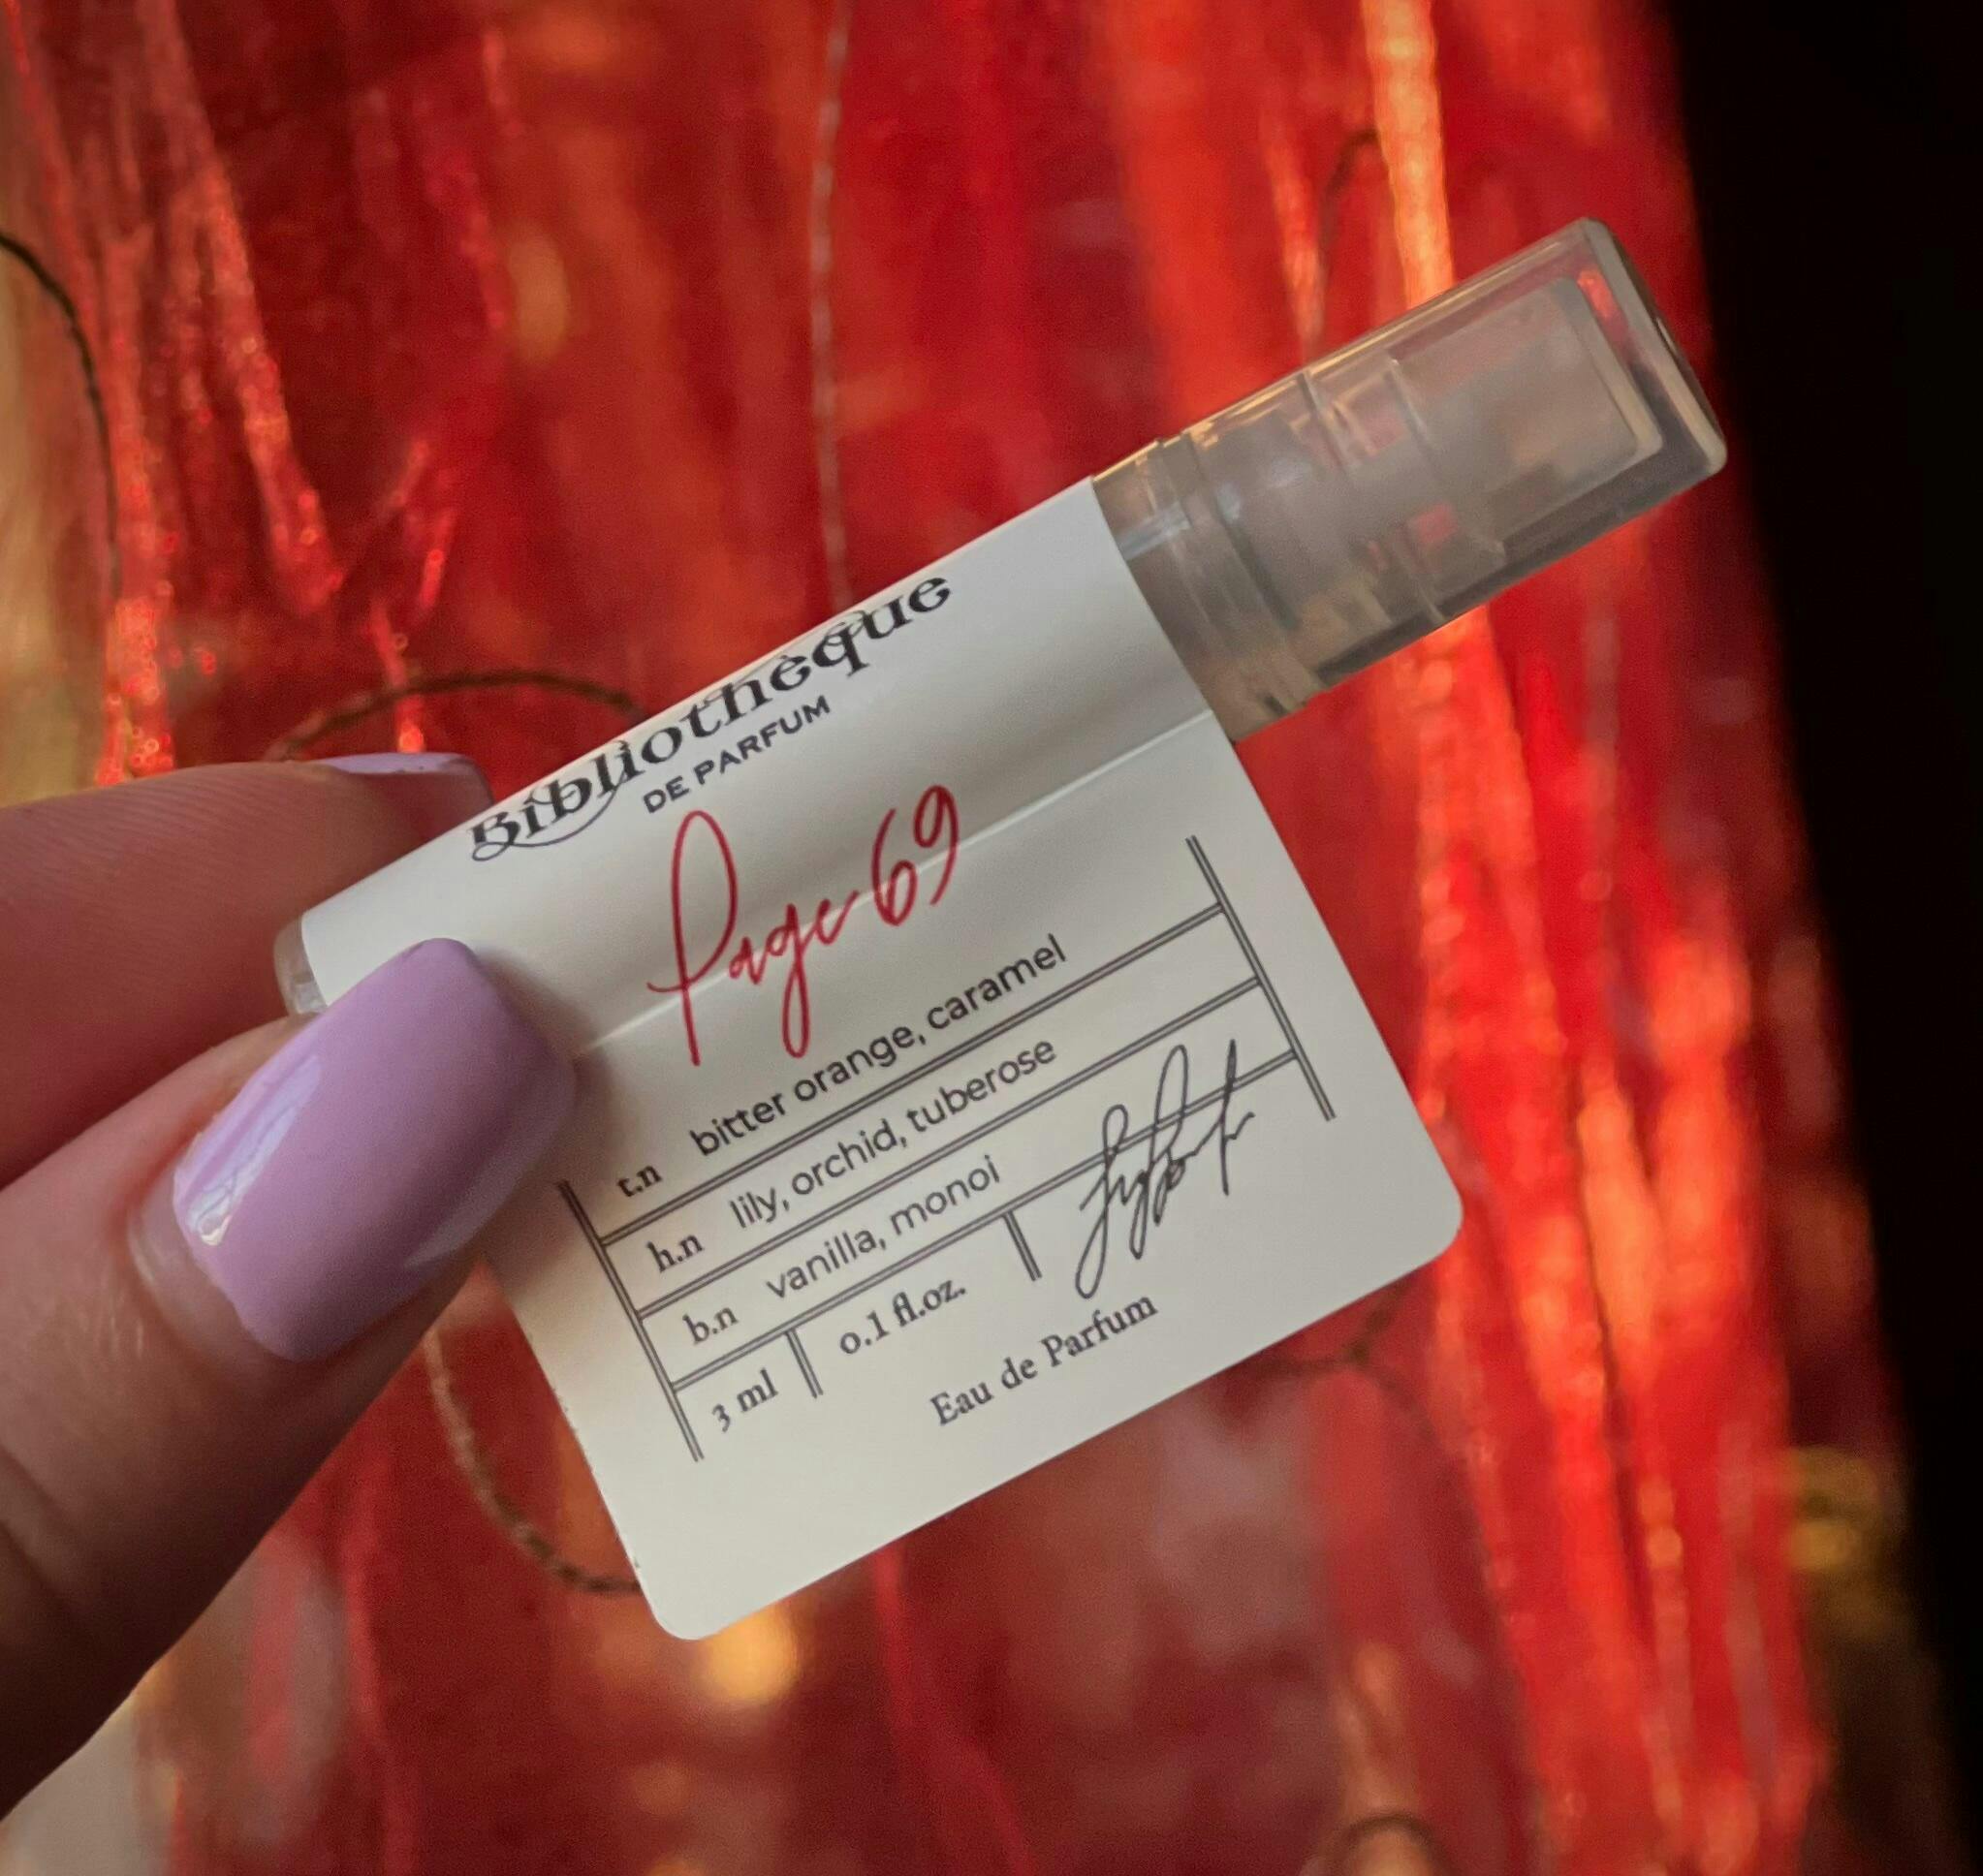 Bibliothèque
DE PARFUM
Page 69
t.n bitter orange, caramel
h.n lily, orchid, tuberose
b.n vanilla, monoi
3 ml 0.1 fl.oz.
Eau de Parfum